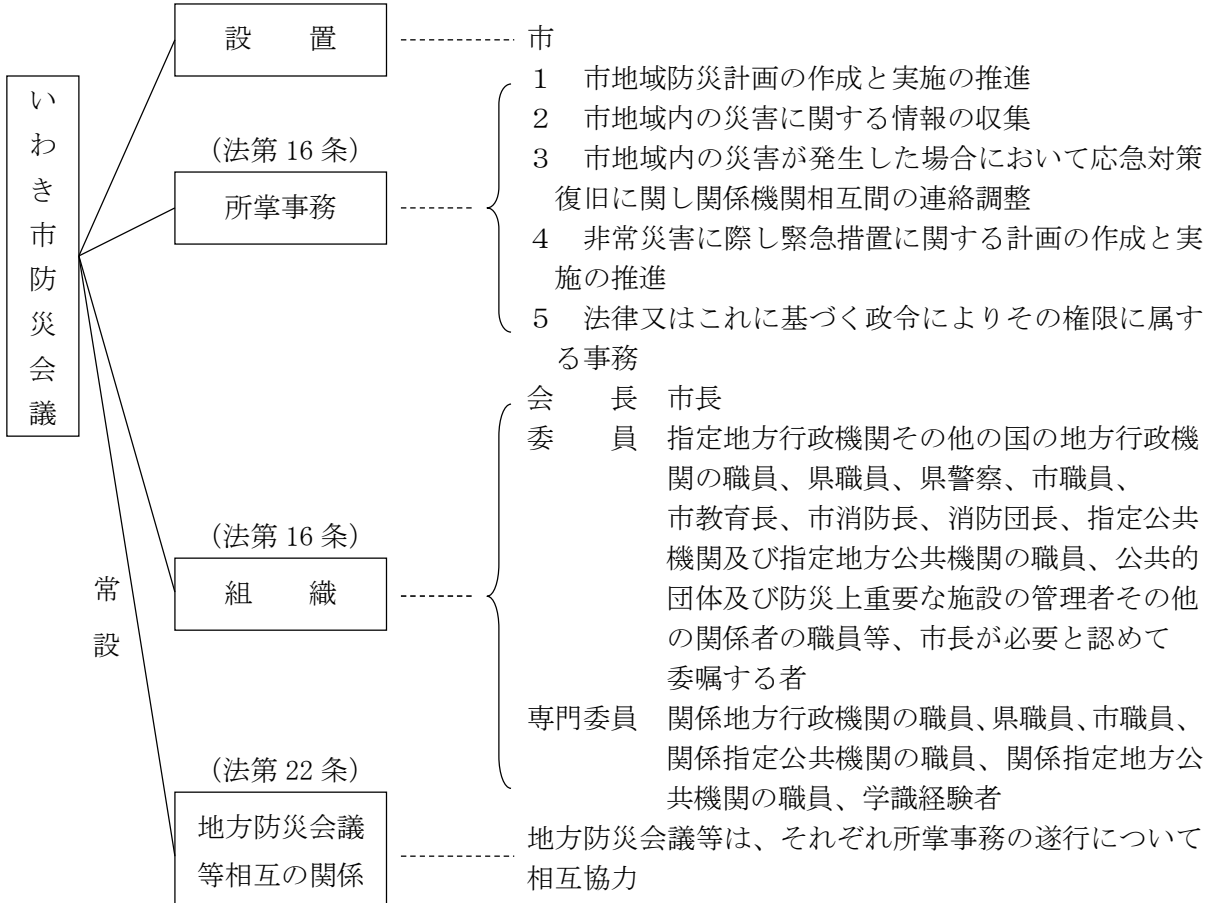 いわき市防災会議
常設
設　　置
市
(法第 16 条)
所掌事務
１　市地域防災計画の作成と実施の推進
２　市地域内の災害に関する情報の収集
３　市地域内の災害が発生した場合において応急対策
復旧に関し関係機関相互間の連絡調整
４　非常災害に際し緊急措置に関する計画の作成と実
施の推進
５　法律又はこれに基づく政令によりその権限に属す
る事務
(法第 16 条)
組　　織
会　　長　市長
委　　員　指定地方行政機関その他の国の地方行政機
関の職員、県職員、県警察、市職員、
市教育長、市消防長、消防団長、指定公共
機関及び指定地方公共機関の職員、公共的
団体及び防災上重要な施設の管理者その他
の関係者の職員等、市長が必要と認めて
委嘱する者
専門委員　関係地方行政機関の職員、県職員、市職員、
関係指定公共機関の職員、関係指定地方公
共機関の職員、学識経験者
(法第 22 条)
地方防災会議
等相互の関係
地方防災会議等は、それぞれ所掌事務の遂行について
相互協力